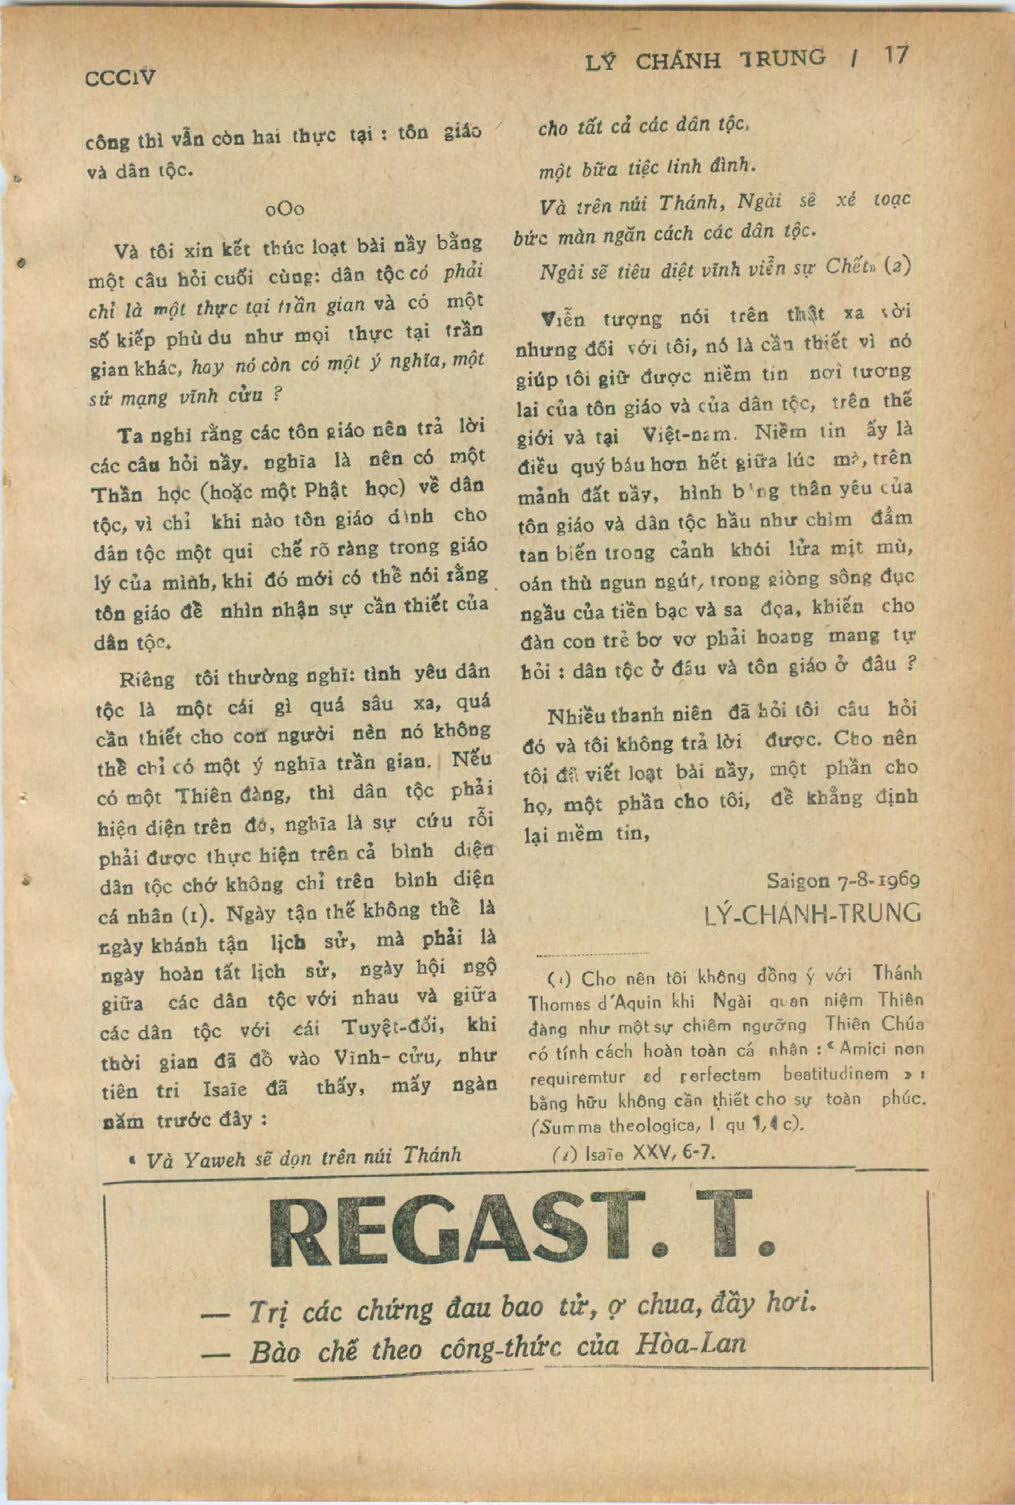 CCCIV
LÝ CHÁNH TRUNG / 17
công thì vẫn còn hai thực tại : tôn giáo
và dân tộc.
oOo
Và tôi xin kết thúc loạt bài nầy bằng
một câu hỏi cuối cùng: dân tộc có phải
chỉ là một thực tại trần gian và có một
số kiếp phù du như mọi thực tại trần
gian khác, hay nó còn có một ý nghĩa, một
sứ mạng vĩnh cửu ?
Ta nghĩ rằng các tôn giáo nên trả lời
các câu hỏi nầy. nghĩa là nên có một
Thần học (hoặc một Phật học) về dân
tộc, vì chỉ khi nào tôn giáo dành cho
dân tộc một qui chế rõ ràng trong giáo
lý của mình, khi đó mới có thể nói rằng
tôn giáo đề nhìn nhận sự cần thiết của
dân tộc.
Riêng tôi thường nghĩ: tình yêu dân
tộc là một cái gì quá sâu xa, quá
cần thiết cho con người nên nó không
thể chỉ có một ý nghĩa trần gian. Nếu
có một Thiên đàng, thì dân tộc phải
hiện diện trên đó, nghĩa là sự cứu rỗi
phải được thực hiện trên cả bình diện
dân tộc chớ không chỉ trên bình diện
cá nhân (1). Ngày tận thế không thể là
ngày khánh tận lịch sử, mà phải là
ngày hoàn tất lịch sử, ngày hội ngộ
giữa các dân tộc với nhau và giữa
các dân tộc với cái Tuyệt-đối, khi
thời gian đã đổ vào Vĩnh- cửu, như
tiên tri Isaïe đã thấy, mấy ngàn
năm trước đây :
« Và Yaweh sẽ dọn trên núi Thánh
cho tất cả các dân tộc,
một bữa tiệc linh đình.
Và trên núi Thánh, Ngài sẽ xé toạc
bức màn ngăn cách các dân tộc.
Ngài sẽ tiêu diệt vĩnh viễn sự Chết» (2)
Viễn tượng nói trên thật xa vời
nhưng đối với tôi, nó là cần thiết vì nó
giúp tôi giữ được niềm tin nơi tương
lai của tôn giáo và của dân tộc, trên thế
giới và tại Việt-nam. Niềm tin ấy là
điều quý báu hơn hết giữa lúc mà, trên
mảnh đất nầy, hình bóng thân yêu của
tôn giáo và dân tộc hầu như chìm đắm
tan biến trong cảnh khói lửa mịt mù,
oán thù ngun ngút, trong giòng sông đục
ngầu của tiền bạc và sa đọa, khiến cho
đàn con trẻ bơ vơ phải hoang mang tự
hỏi : dân tộc ở đâu và tôn giáo ở đâu ?
Nhiều thanh niên đã hỏi tôi câu hỏi
đó và tôi không trả lời được. Cho nên
tôi đã viết loạt bài nầy, một phần cho
họ, một phần cho tôi, để khẳng định
lại niềm tin,
Saigon 7-8-1969
LÝ-CHÁNH-TRUNG
(1) Cho nên tôi không đồng ý với Thánh
Thomas d'Aquin khi Ngài quan niệm Thiên
đàng như một sự chiêm ngưỡng Thiên Chúa
có tính cách hoàn toàn cá nhân : « Amici non
requiremtur ad perfectam beatitudinem » :
bằng hữu không cần thiết cho sự toàn phúc.
(Summa theologica, I qu 1,4 c).
(2) Isaïe XXV, 6-7.
REGAST. T.
— Trị các chứng đau bao tử, ợ chua, đầy hơi.
— Bào chế theo công-thức của Hòa-Lan